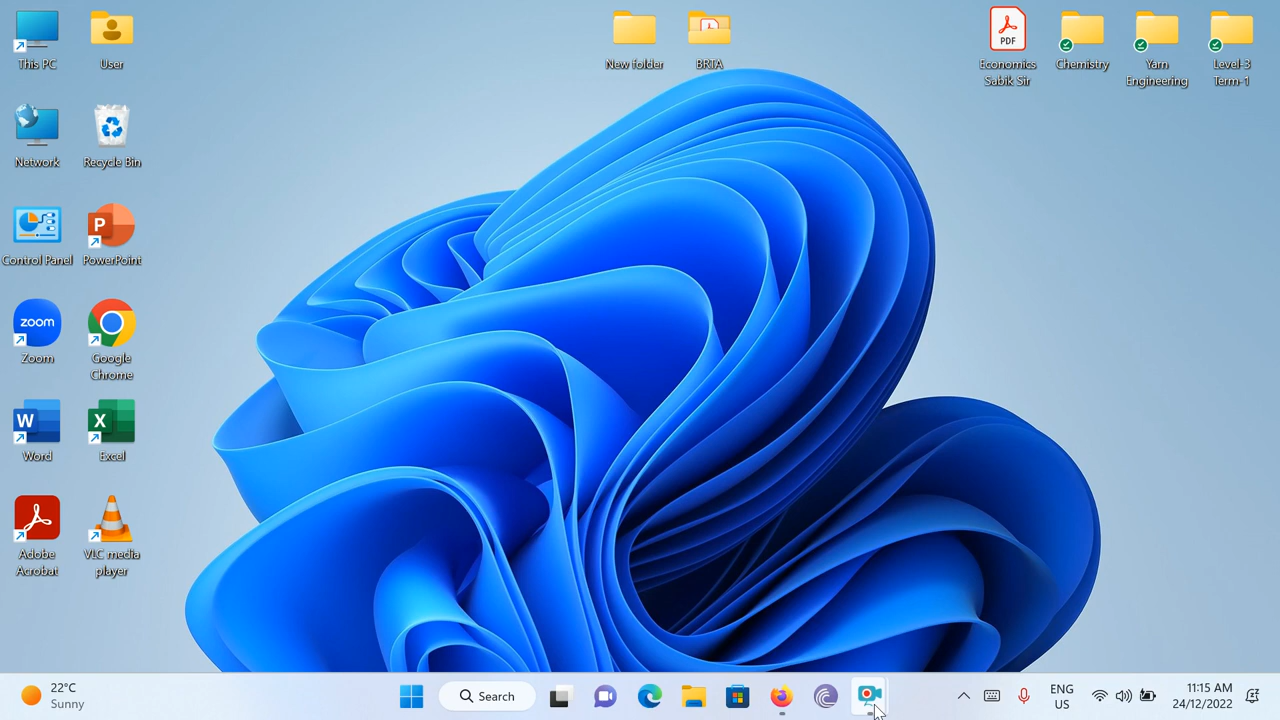 This PC
User
New folder
BRTA
PDF
Economics
Sabik Sir
Chemistry
Yarn
Engineering
Level-3
Term-1
Network
Recycle Bin
Control Panel
P
PowerPoint
zoom
Zoom
Google
Chrome
W
Word
X
Excel
Adobe
Acrobat
VLC media
player
22°C
Sunny
Search
ENG
US
11:15 AM
24/12/2022